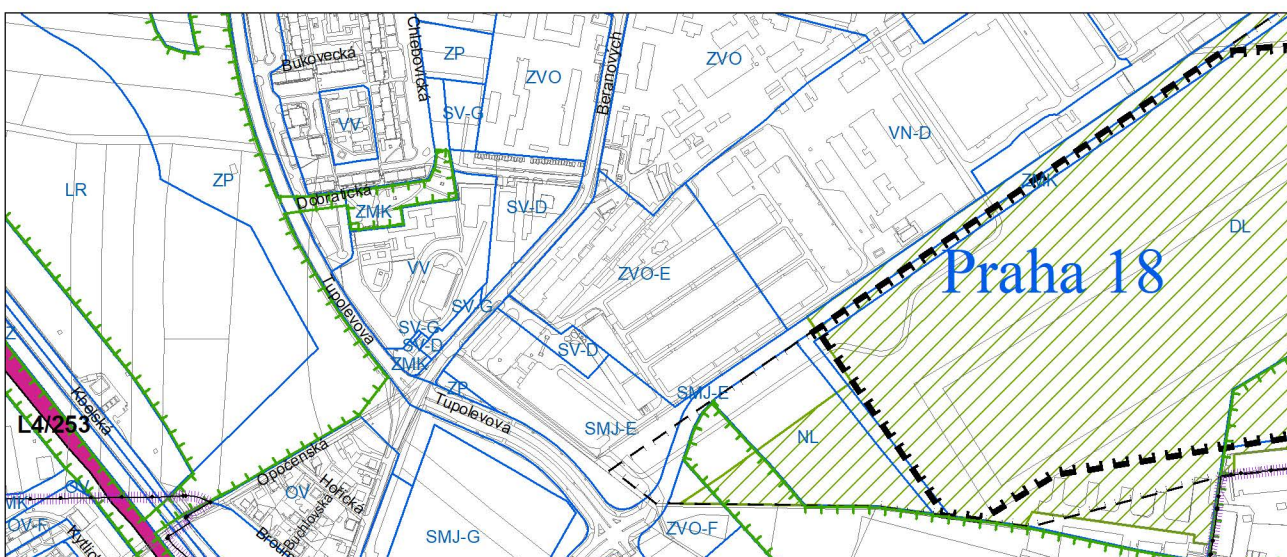 Bukovecká
Chlebovická
ZP
ZVO
Beranových
ZVO
VV
SV-G
VN-D
LR
ZP
Dobratická
ZMK
SV-D
ZMK
DL
VV
ZVO-E
Praha 18
Tupolevova
SV-G
SV-G
SV-D
ZMK
SV-D
ZP
Kbelská
Tupolevova
SMJ-E
L4/253
SMJ-E
NL
Opočenská
OV
Hořická
Buchlovská
SMJ-G
ZVO-F